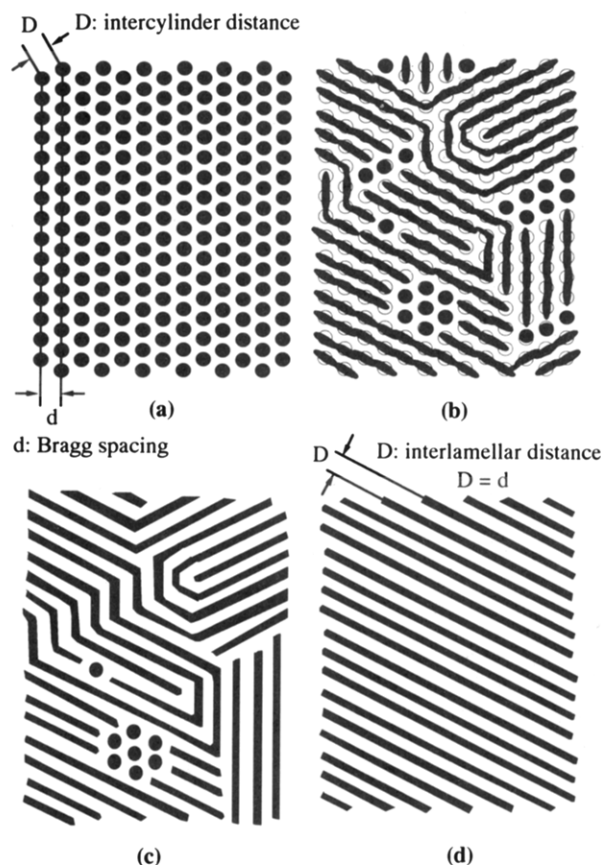 D D: intercylinder distance
d
(a)
(b)
d: Bragg spacing
D D: interlamellar distance
D = d
(c)
(d)